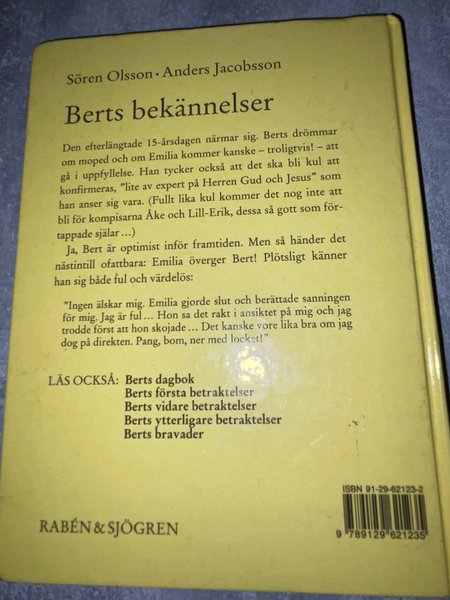 Sören Olsson · Anders Jacobsson
Berts bekännelser
Den efterlängtade 15-årsdagen närmar sig. Berts drömmar
om moped och om Emilia kommer kanske – troligtvis! – att
gå i uppfyllelse. Han tycker också att det ska bli kul att
konfirmeras, ”lite av expert på Herren Gud och Jesus” som
han anser sig vara. (Fullt lika kul kommer det nog inte att
bli för kompisarna Åke och Lill-Erik, dessa så gott som för-
tappade själar ...)
Ja, Bert är optimist inför framtiden. Men så händer det
nästintill ofattbara: Emilia överger Bert! Plötsligt känner
han sig både ful och värdelös:
”Ingen älskar mig. Emilia gjorde slut och berättade sanningen
för mig. Jag är ful ... Hon sa det rakt i ansiktet på mig och jag
trodde först att hon skojade ... Det kanske vore lika bra om jag
dog på direkten. Pang, bom, ner med locket!”
LÄS OCKSÅ: Berts dagbok
Berts första betraktelser
Berts vidare betraktelser
Berts ytterligare betraktelser
Berts bravader
ISBN 91-29-62123-2
9 789129 621235
RABÉN & SJÖGREN